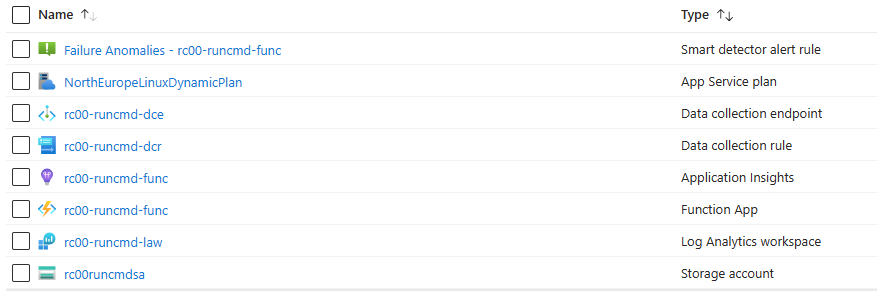 Name ↑↓ Type ↑↓
Failure Anomalies - rc00-runcmd-func Smart detector alert rule
NorthEuropeLinuxDynamicPlan App Service plan
rc00-runcmd-dce Data collection endpoint
rc00-runcmd-dcr Data collection rule
rc00-runcmd-func Application Insights
rc00-runcmd-func Function App
rc00-runcmd-law Log Analytics workspace
rc00runcmdsa Storage account